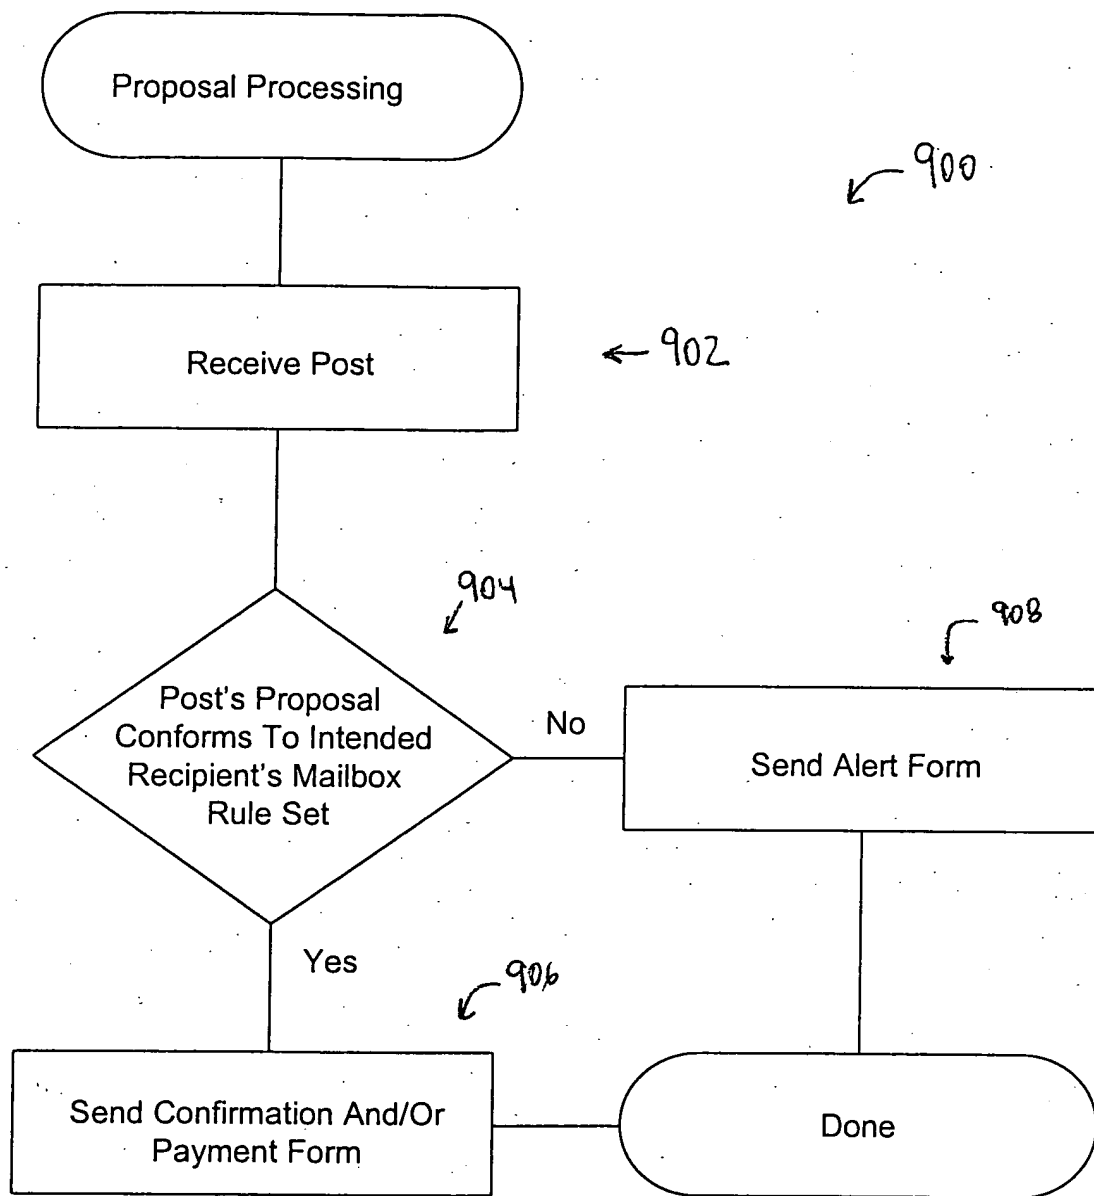 Proposal Processing
900
Receive Post
902
904
908
Post's Proposal
Conforms To Intended
Recipient's Mailbox
Rule Set
No
Send Alert Form
Yes
906
Send Confirmation And/Or
Payment Form
Done